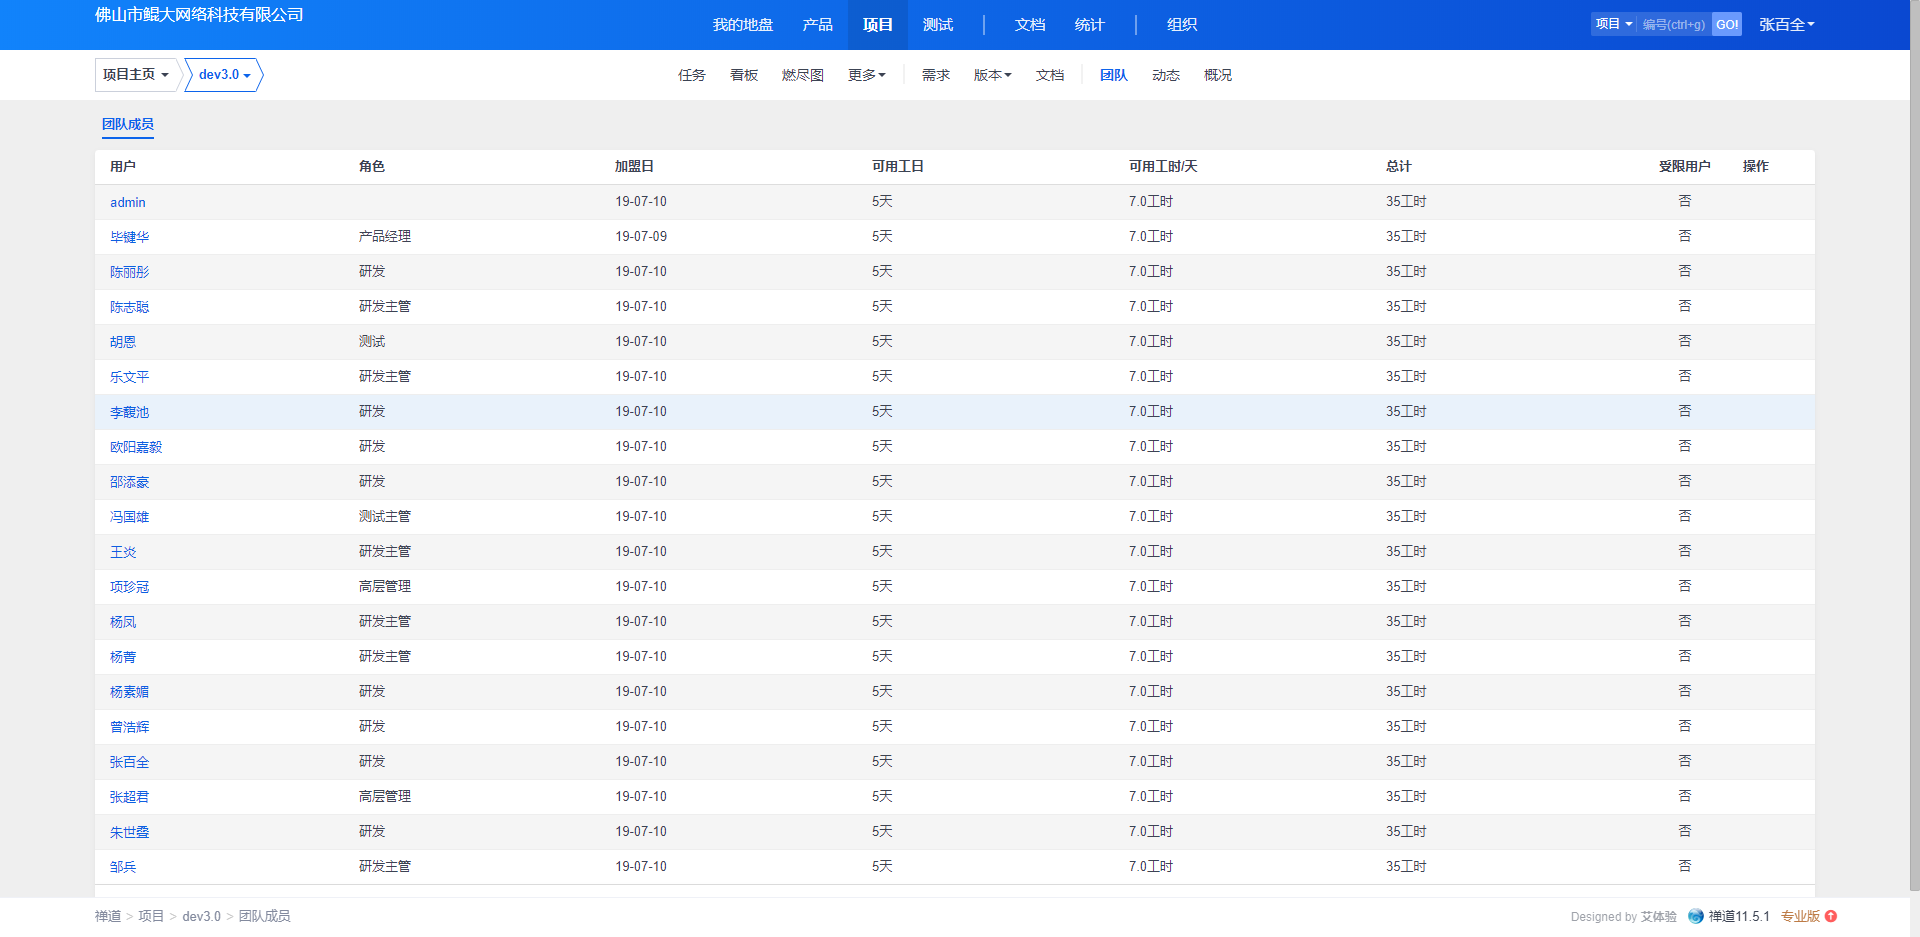 佛山市鲲大网络科技有限公司
我的地盘 产品 项目 测试 文档 统计 组织 项目 编号(ctrl+g) GO! 张百全
项目主页 dev3.0 任务 看板 燃尽图 更多 需求 版本 文档 团队 动态 概况
团队成员
用户 角色 加盟日 可用工日 可用工时/天 总计 受限用户 操作
admin 19-07-10 5天 7.0工时 35工时 否
毕键华 产品经理 19-07-09 5天 7.0工时 35工时 否
陈丽彤 研发 19-07-10 5天 7.0工时 35工时 否
陈志聪 研发主管 19-07-10 5天 7.0工时 35工时 否
胡恩 测试 19-07-10 5天 7.0工时 35工时 否
乐文平 研发主管 19-07-10 5天 7.0工时 35工时 否
李馥池 研发 19-07-10 5天 7.0工时 35工时 否
欧阳嘉毅 研发 19-07-10 5天 7.0工时 35工时 否
邵添豪 研发 19-07-10 5天 7.0工时 35工时 否
冯国雄 测试主管 19-07-10 5天 7.0工时 35工时 否
王炎 研发主管 19-07-10 5天 7.0工时 35工时 否
项珍冠 高层管理 19-07-10 5天 7.0工时 35工时 否
杨凤 研发主管 19-07-10 5天 7.0工时 35工时 否
杨菁 研发主管 19-07-10 5天 7.0工时 35工时 否
杨素媚 研发 19-07-10 5天 7.0工时 35工时 否
曾浩辉 研发 19-07-10 5天 7.0工时 35工时 否
张百全 研发 19-07-10 5天 7.0工时 35工时 否
张超君 高层管理 19-07-10 5天 7.0工时 35工时 否
朱世 研发 19-07-10 5天 7.0工时 35工时 否
邹兵 研发主管 19-07-10 5天 7.0工时 35工时 否
禅道 > 项目 > dev3.0 > 团队成员 Designed by 艾体验 禅道11.5.1 专业版